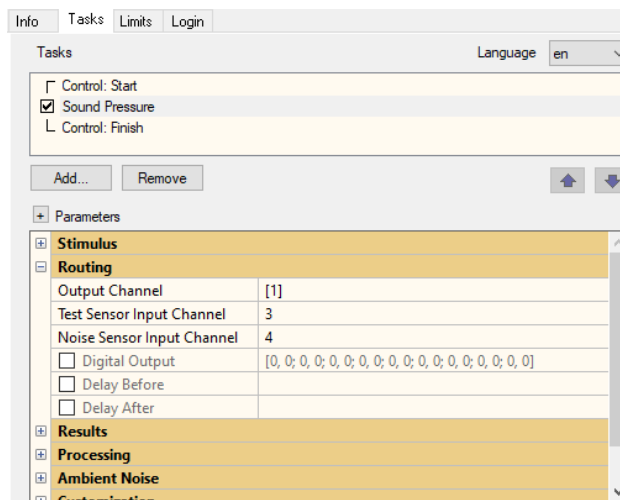 Info Tasks Limits Login
Tasks Language en
Control: Start
Sound Pressure
Control: Finish
Add... Remove
+ Parameters
Stimulus
Routing
Output Channel [1]
Test Sensor Input Channel 3
Noise Sensor Input Channel 4
Digital Output [0, 0; 0, 0; 0, 0; 0, 0; 0, 0; 0, 0; 0, 0; 0, 0; 0, 0]
Delay Before
Delay After
Results
Processing
Ambient Noise
Customization